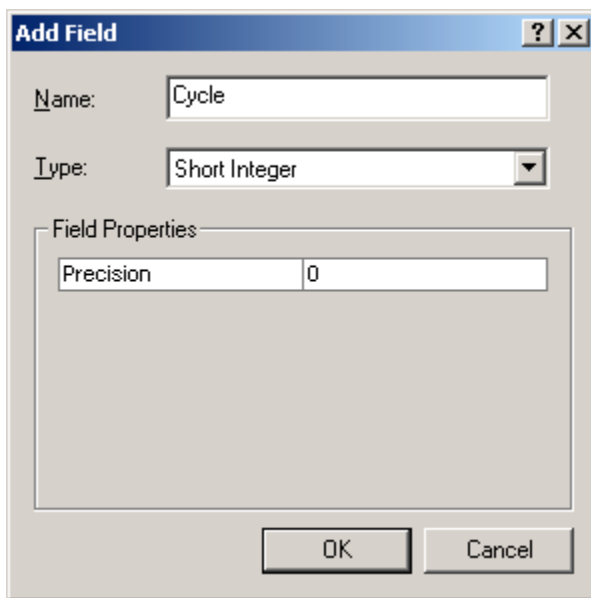 Add Field
Name: Cycle
Type: Short Integer
Field Properties
Precision 0
OK Cancel